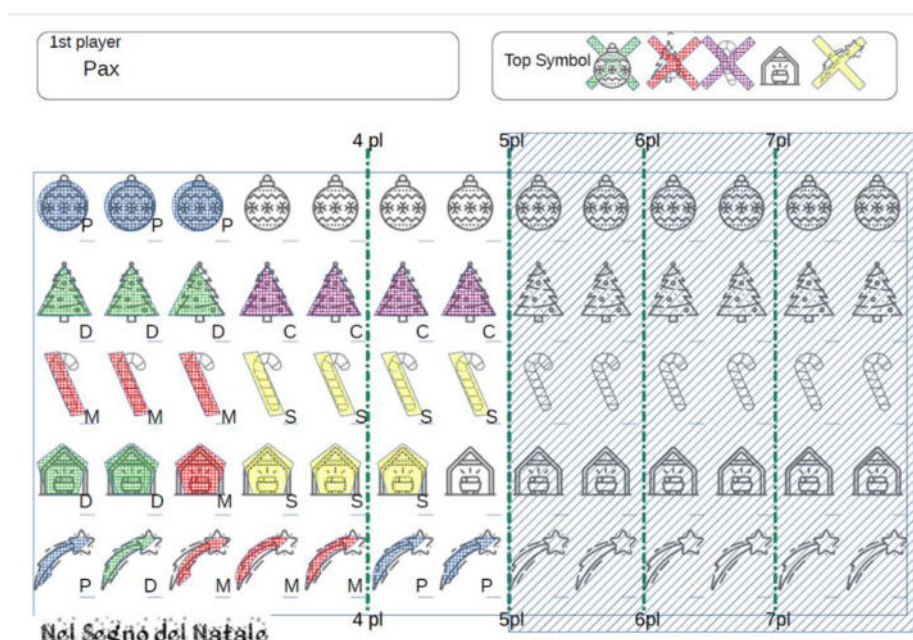 1st player
Pax
Top Symbol
4 pl 5pl 6pl 7pl
P P P
D D D C C C C
M M M S S S S
D D M S S S
P D M M M P P
4 pl 5pl 6pl 7pl
Nel Segno del Natale